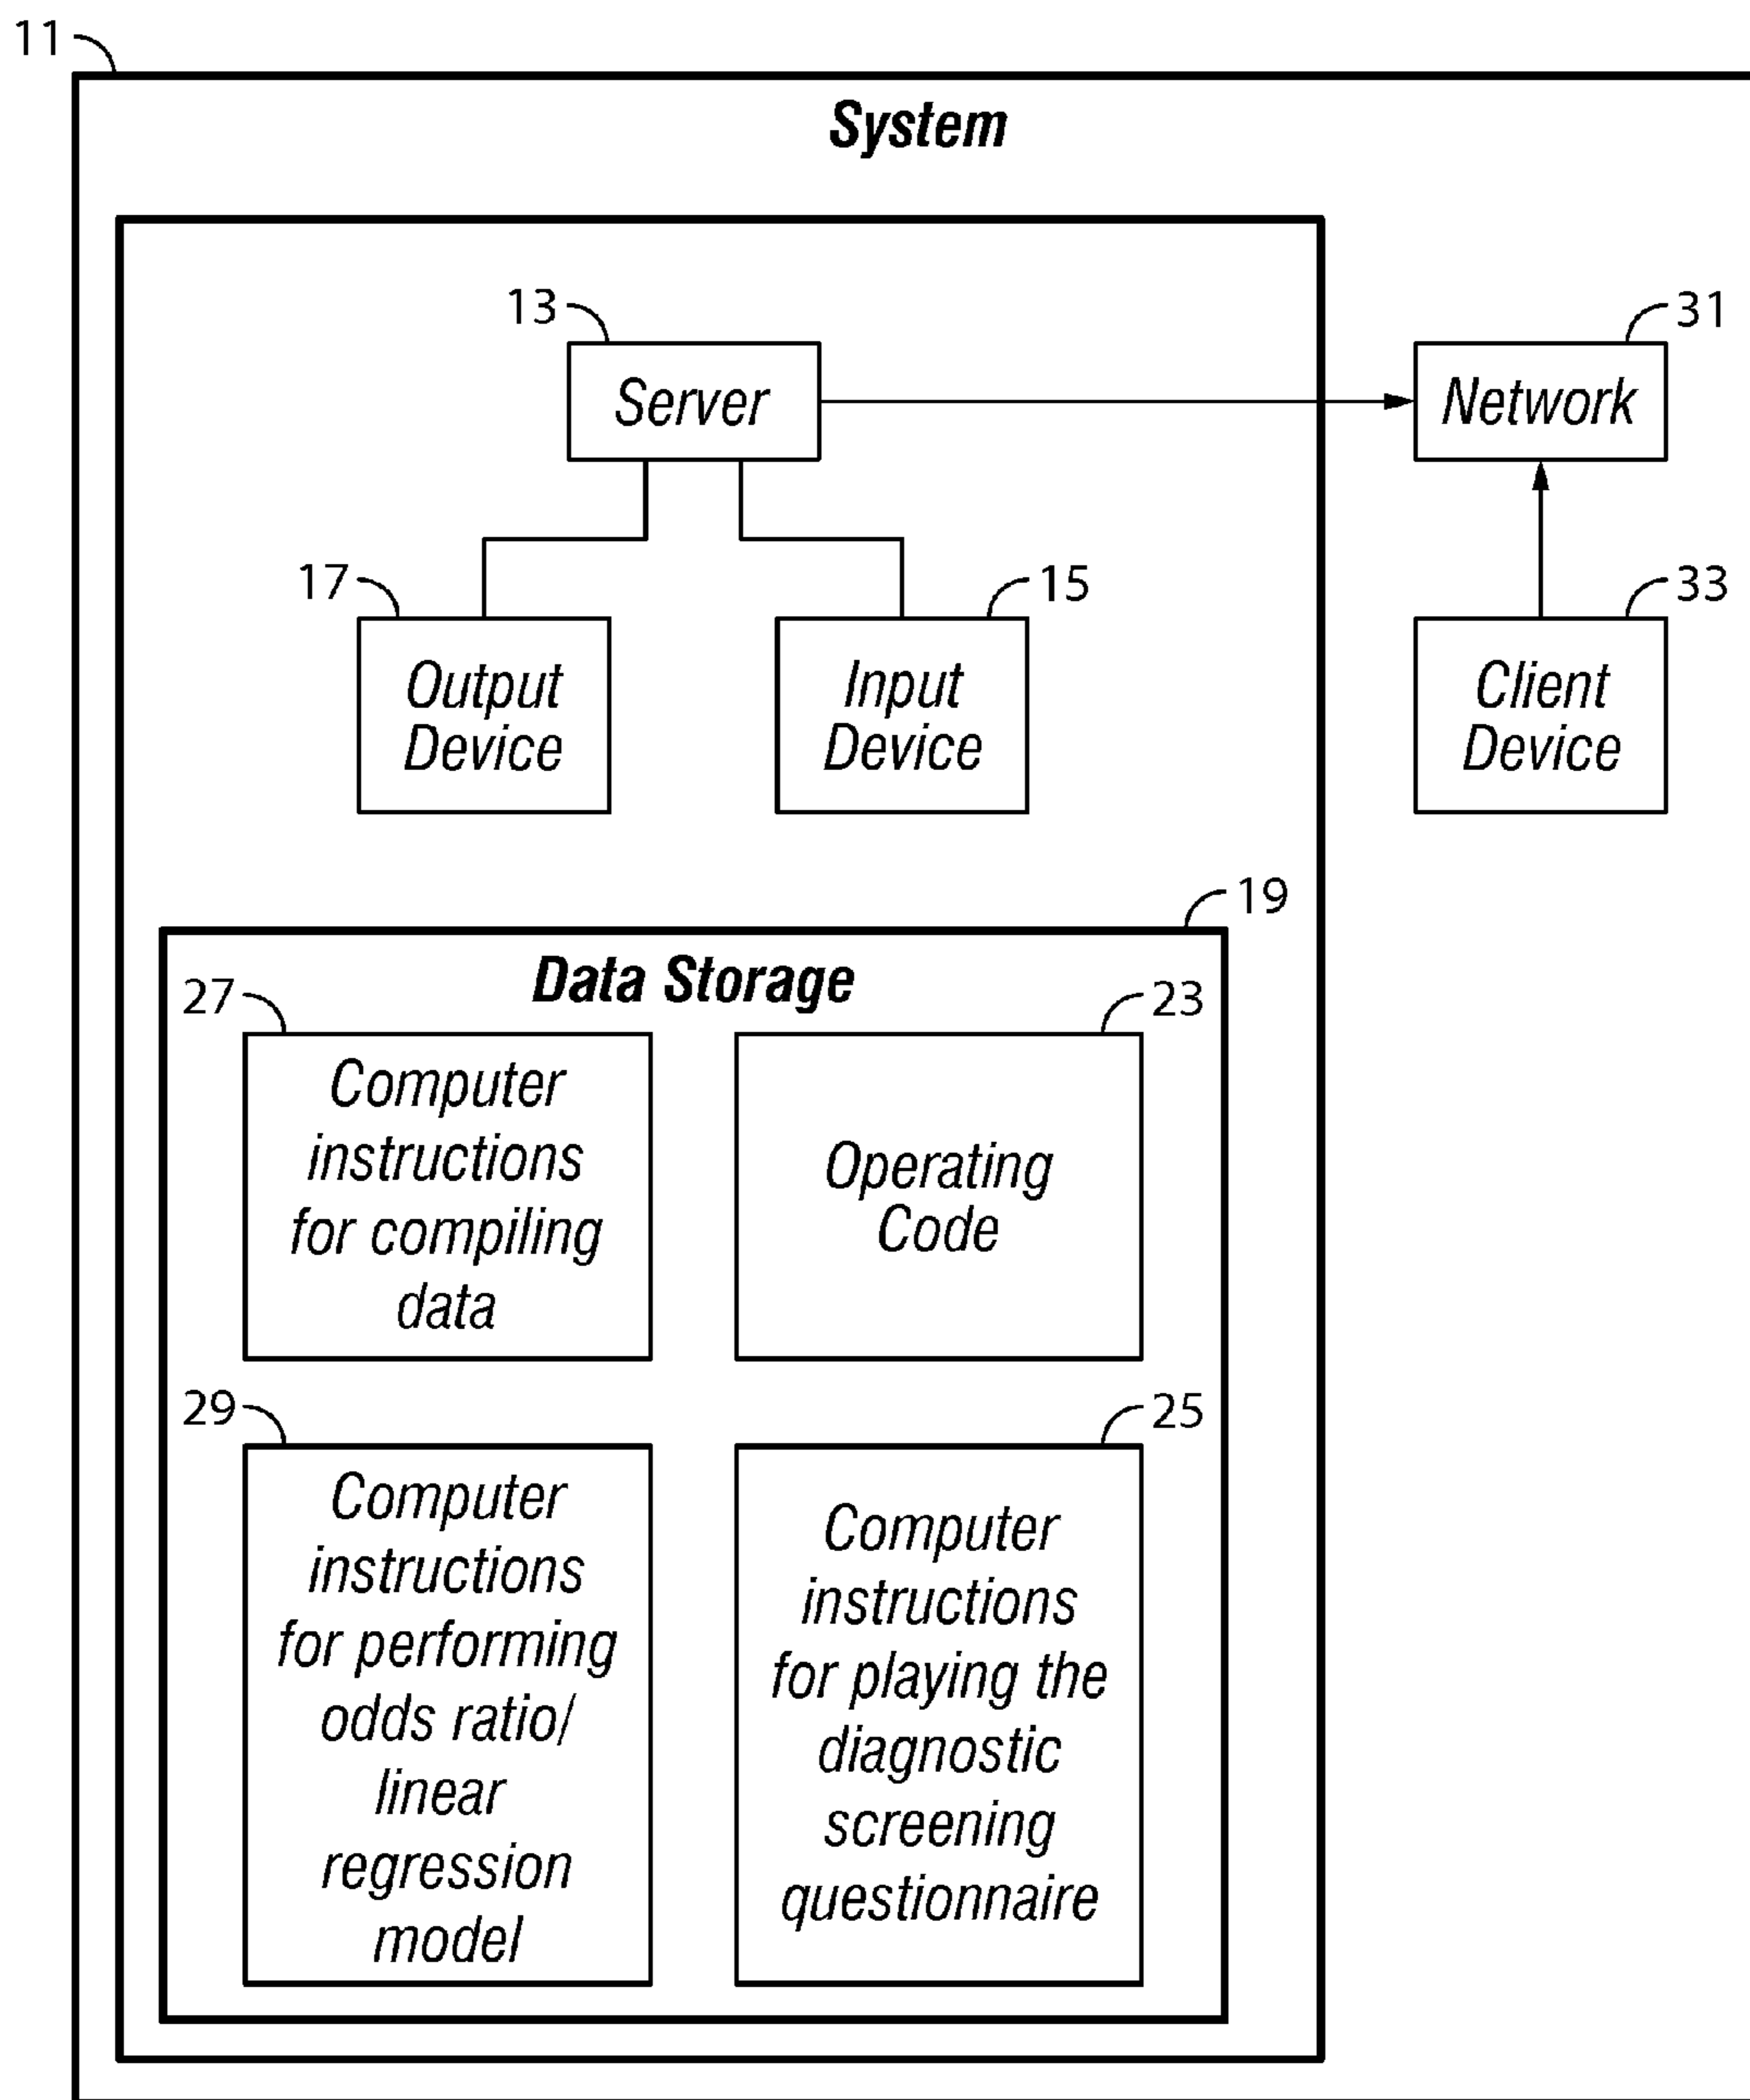 11
System
13
Server
31
Network
17
Output
Device
15
Input
Device
33
Client
Device
19
Data Storage
27
Computer
instructions
for compiling
data
23
Operating
Code
29
Computer
instructions
for performing
odds ratio/
linear
regression
model
25
Computer
instructions
for playing the
diagnostic
screening
questionnaire